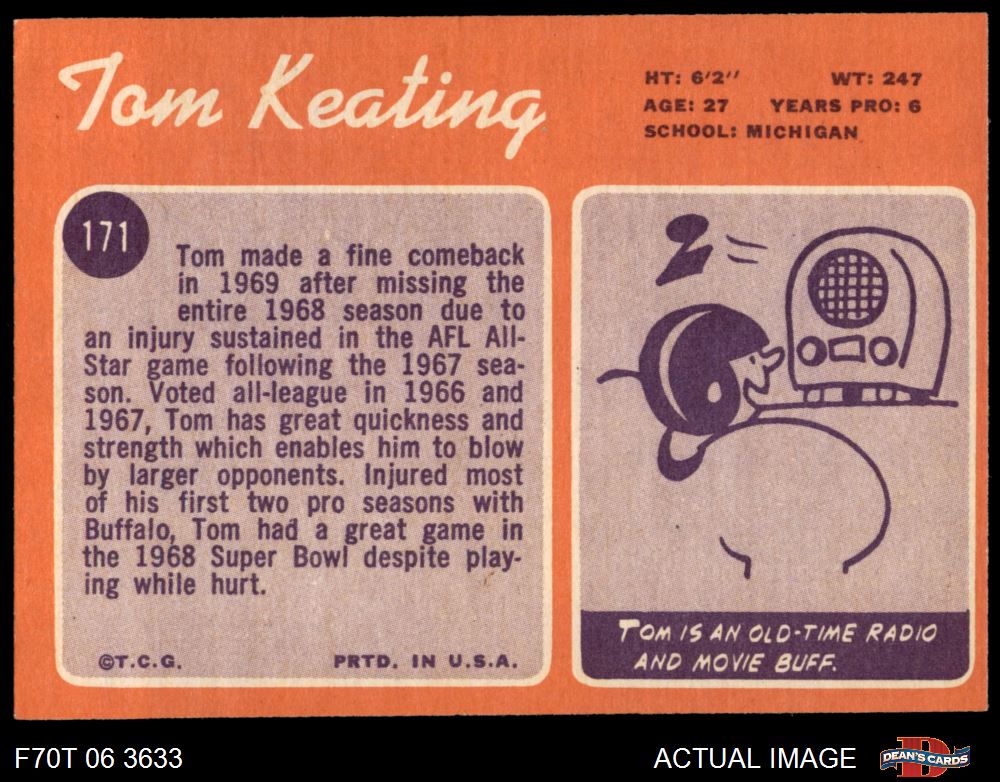 Tom Keating
HT: 6'2'' WT: 247
AGE: 27 YEARS PRO: 6
SCHOOL: MICHIGAN
171
Tom made a fine comeback
in 1969 after missing the
entire 1968 season due to
an injury sustained in the AFL All-
Star game following the 1967 sea-
son. Voted all-league in 1966 and
1967, Tom has great quickness and
strength which enables him to blow
by larger opponents. Injured most
of his first two pro seasons with
Buffalo, Tom had a great game in
the 1968 Super Bowl despite play-
ing while hurt.
©T.C.G. PRTD. IN U.S.A.
TOM IS AN OLD-TIME RADIO
AND MOVIE BUFF.
F70T 06 3633 ACTUAL IMAGE D DEAN'S CARDS